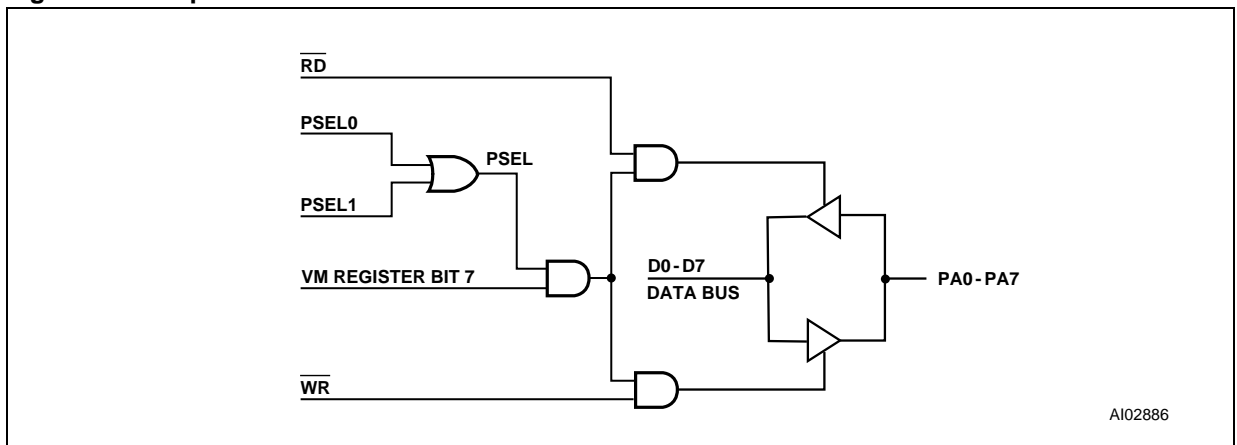 RD
PSEL0
PSEL
PSEL1
VM REGISTER BIT 7
D0-D7
DATA BUS
PA0-PA7
WR
AI02886